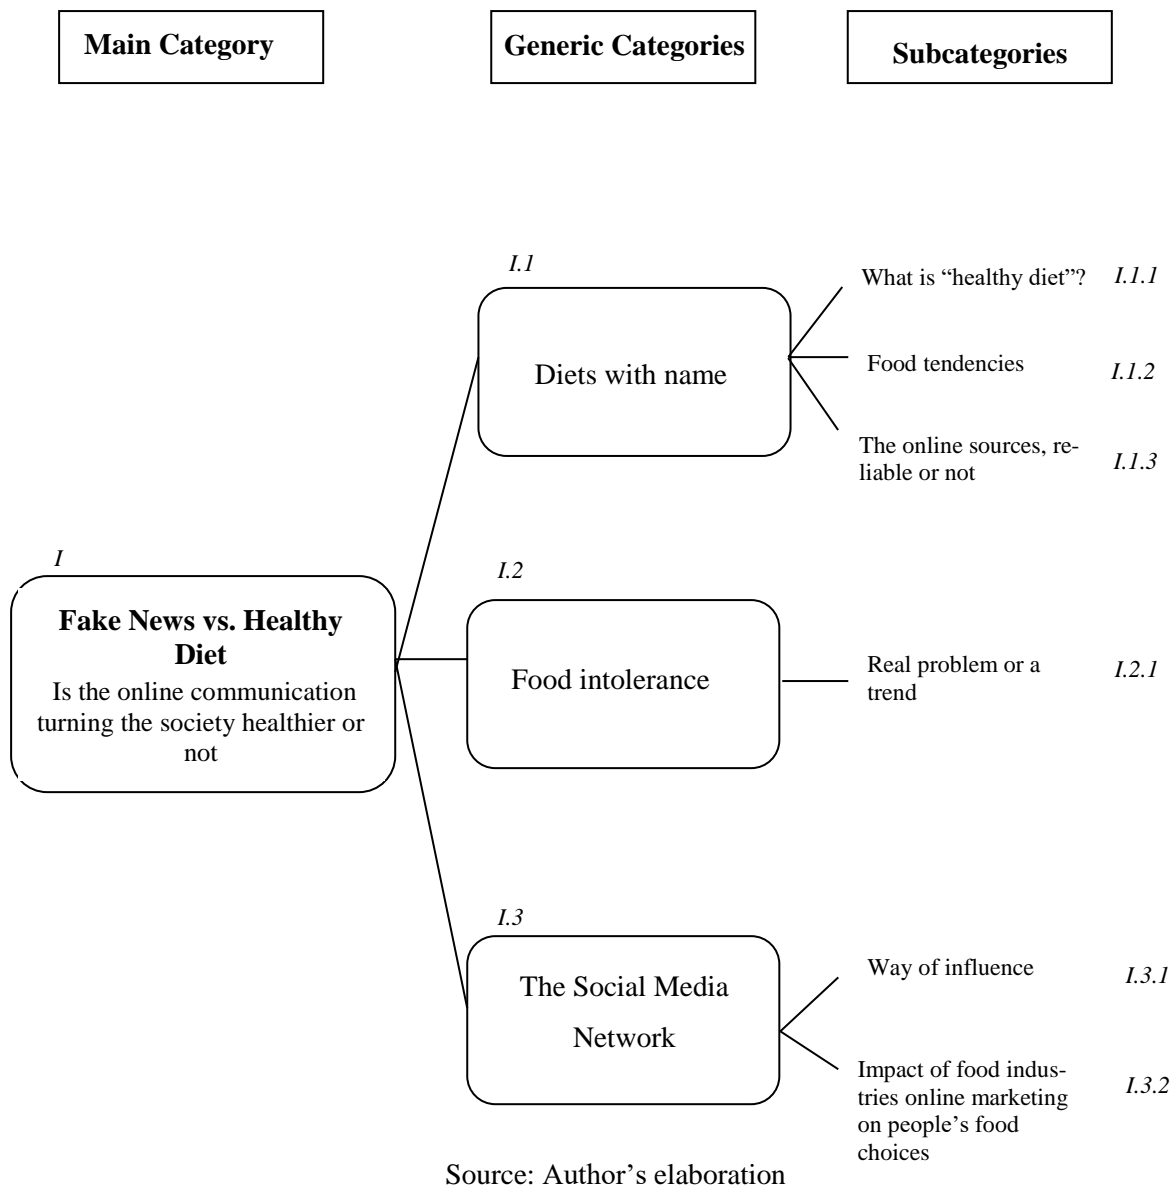 Main Category
Generic Categories
Subcategories
I
Fake News vs. Healthy
Diet
Is the online communication
turning the society healthier or
not
I.1
Diets with name
What is “healthy diet”?
I.1.1
Food tendencies
I.1.2
The online sources, re-
liable or not
I.1.3
I.2
Food intolerance
Real problem or a
trend
I.2.1
I.3
The Social Media
Network
Way of influence
I.3.1
Impact of food indus-
tries online marketing
on people’s food
choices
I.3.2
Source: Author’s elaboration